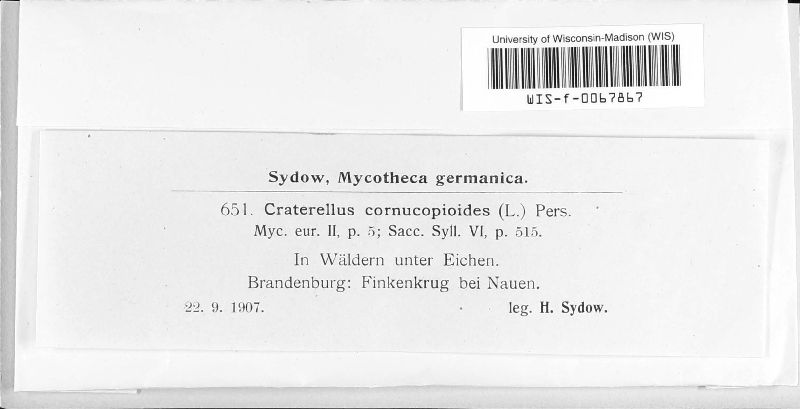 University of Wisconsin-Madison (WIS)
WIS-f-0067867
Sydow, Mycotheca germanica.
651. Craterellus cornucopioides (L.) Pers.
Myc. eur. II, p. 5; Sacc. Syll. VI, p. 515.
In Wäldern unter Eichen.
Brandenburg: Finkenkrug bei Nauen.
22. 9. 1907. leg. H. Sydow.